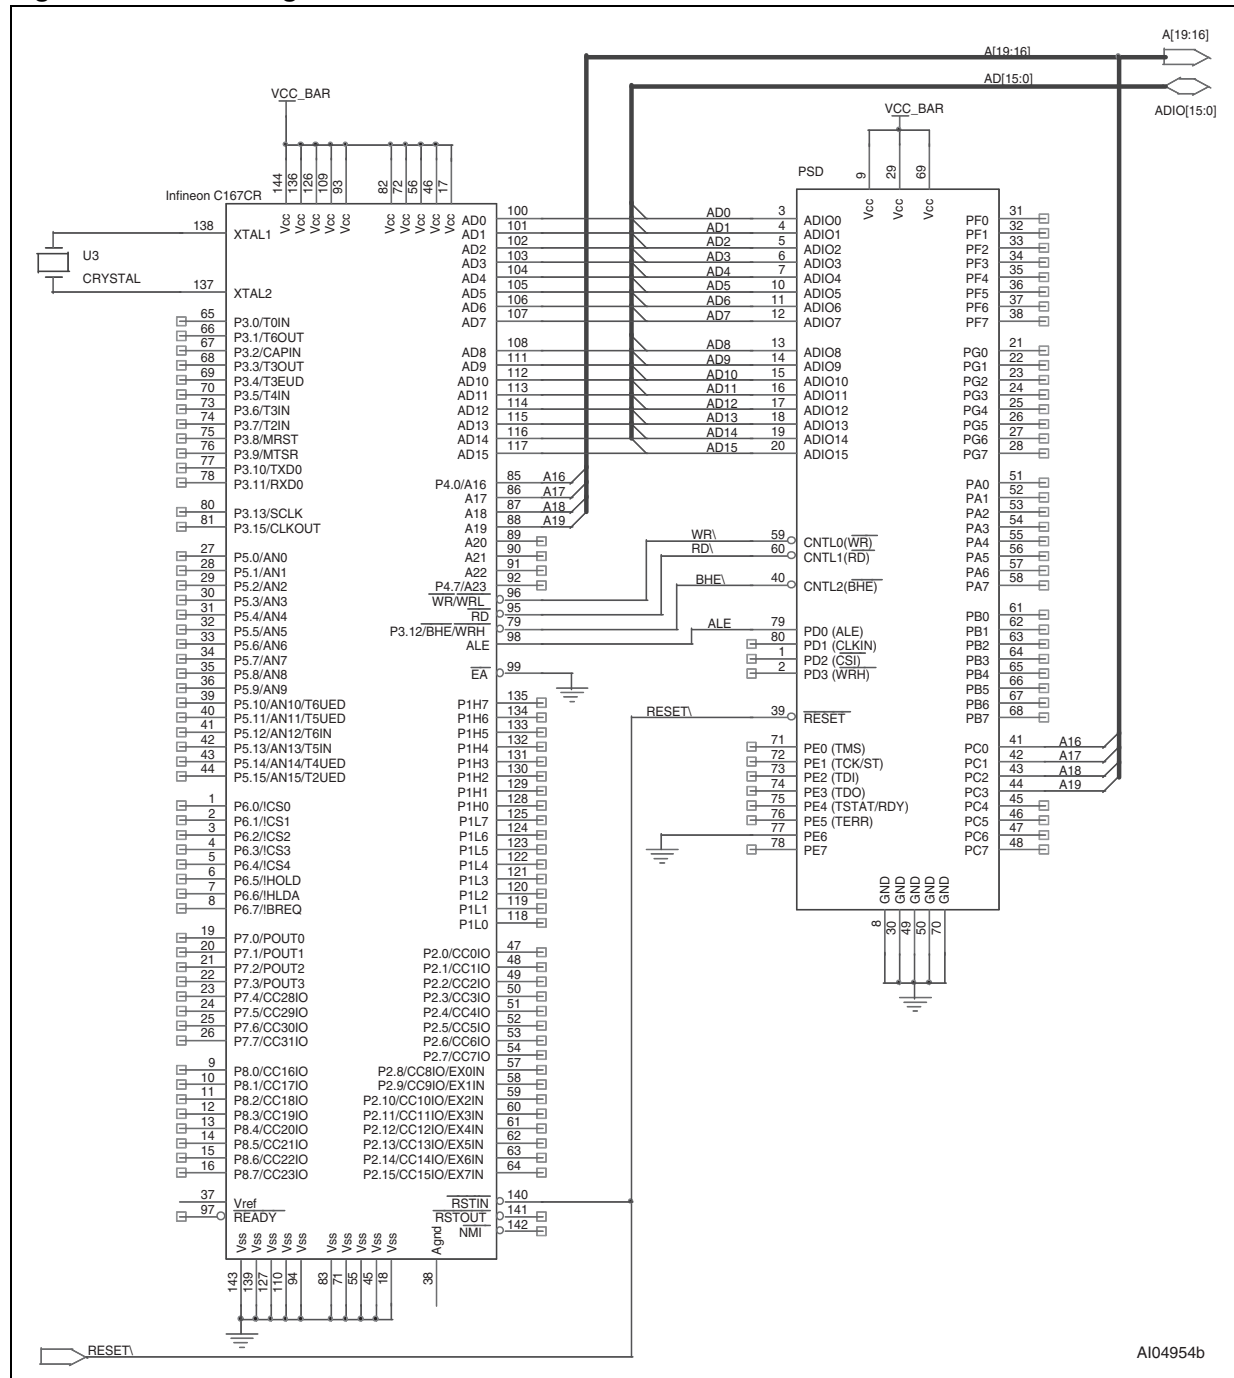 A[19:16]
A[19:16]
AD[15:0]
ADIO[15:0]
VCC_BAR
VCC_BAR
Infineon C167CR
144 136 126 109 93 82 72 56 46 17
Vcc Vcc Vcc Vcc Vcc Vcc Vcc Vcc Vcc Vcc
138 XTAL1
U3
CRYSTAL
137 XTAL2
65 P3.0/T0IN
66 P3.1/T6OUT
67 P3.2/CAPIN
68 P3.3/T3OUT
69 P3.4/T3EUD
70 P3.5/T4IN
73 P3.6/T3IN
74 P3.7/T2IN
75 P3.8/MRST
76 P3.9/MTSR
77 P3.10/TXD0
78 P3.11/RXD0
80 P3.13/SCLK
81 P3.15/CLKOUT
27 P5.0/AN0
28 P5.1/AN1
29 P5.2/AN2
30 P5.3/AN3
31 P5.4/AN4
32 P5.5/AN5
33 P5.6/AN6
34 P5.7/AN7
35 P5.8/AN8
36 P5.9/AN9
39 P5.10/AN10/T6UED
40 P5.11/AN11/T5UED
41 P5.12/AN12/T6IN
42 P5.13/AN13/T5IN
43 P5.14/AN14/T4UED
44 P5.15/AN15/T2UED
1 P6.0/!CS0
2 P6.1/!CS1
3 P6.2/!CS2
4 P6.3/!CS3
5 P6.4/!CS4
6 P6.5/!HOLD
7 P6.6/!HLDA
8 P6.7/!BREQ
19 P7.0/POUT0
20 P7.1/POUT1
21 P7.2/POUT2
22 P7.3/POUT3
23 P7.4/CC28IO
24 P7.5/CC29IO
25 P7.6/CC30IO
26 P7.7/CC31IO
9 P8.0/CC16IO
10 P8.1/CC17IO
11 P8.2/CC18IO
12 P8.3/CC19IO
13 P8.4/CC20IO
14 P8.5/CC21IO
15 P8.6/CC22IO
16 P8.7/CC23IO
37 Vref
97 READY
Vss Vss Vss Vss Vss Vss Vss Vss Vss Vss Agnd
143 139 127 110 94 83 71 55 45 18 38
AD0 100 AD0
AD1 101 AD1
AD2 102 AD2
AD3 103 AD3
AD4 104 AD4
AD5 105 AD5
AD6 106 AD6
AD7 107 AD7
AD8 108 AD8
AD9 111 AD9
AD10 112 AD10
AD11 113 AD11
AD12 114 AD12
AD13 115 AD13
AD14 116 AD14
AD15 117 AD15
P4.0/A16 85 A16
A17 86 A17
A18 87 A18
A19 88 A19
A20 89
A21 90
A22 91
P4.7/A23 92
WR/WRL 96 WR\
RD 95 RD\
P3.12/BHE/WRH 79 BHE\
ALE 98 ALE
EA 99
P1H7 135
P1H6 134
P1H5 133
P1H4 132
P1H3 131
P1H2 130
P1H1 129
P1H0 128
P1L7 125
P1L6 124
P1L5 123
P1L4 122
P1L3 121
P1L2 120
P1L1 119
P1L0 118
P2.0/CC0IO 47
P2.1/CC1IO 48
P2.2/CC2IO 49
P2.3/CC3IO 50
P2.4/CC4IO 51
P2.5/CC5IO 52
P2.6/CC6IO 53
P2.7/CC7IO 54
P2.8/CC8IO/EX0IN 57
P2.9/CC9IO/EX1IN 58
P2.10/CC10IO/EX2IN 59
P2.11/CC11IO/EX3IN 60
P2.12/CC12IO/EX4IN 61
P2.13/CC13IO/EX5IN 62
P2.14/CC14IO/EX6IN 63
P2.15/CC15IO/EX7IN 64
RSTIN 140
RSTOUT 141
NMI 142
PSD
9 29 69
Vcc Vcc Vcc
3 ADIO0
4 ADIO1
5 ADIO2
6 ADIO3
7 ADIO4
10 ADIO5
11 ADIO6
12 ADIO7
13 ADIO8
14 ADIO9
15 ADIO10
16 ADIO11
17 ADIO12
18 ADIO13
19 ADIO14
20 ADIO15
59 CNTL0(WR)
60 CNTL1(RD)
40 CNTL2(BHE)
79 PD0 (ALE)
80 PD1 (CLKIN)
1 PD2 (CSI)
2 PD3 (WRH)
RESET\ 39 RESET
71 PE0 (TMS)
72 PE1 (TCK/ST)
73 PE2 (TDI)
74 PE3 (TDO)
75 PE4 (TSTAT/RDY)
76 PE5 (TERR)
77 PE6
78 PE7
PF0 31
PF1 32
PF2 33
PF3 34
PF4 35
PF5 36
PF6 37
PF7 38
PG0 21
PG1 22
PG2 23
PG3 24
PG4 25
PG5 26
PG6 27
PG7 28
PA0 51
PA1 52
PA2 53
PA3 54
PA4 55
PA5 56
PA6 57
PA7 58
PB0 61
PB1 62
PB2 63
PB3 64
PB4 65
PB5 66
PB6 67
PB7 68
PC0 41 A16
PC1 42 A17
PC2 43 A18
PC3 44 A19
PC4 45
PC5 46
PC6 47
PC7 48
GND GND GND GND GND
8 30 49 50 70
RESET\
AI04954b